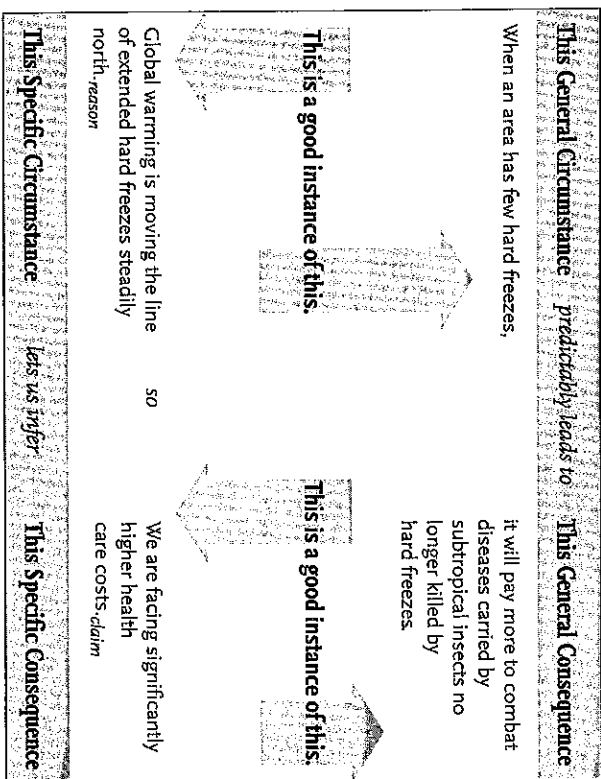 This General Circumstance predictably leads to This General Consequence
When an area has few hard freezes,
it will pay more to combat
diseases carried by
subtropical insects no
longer killed by
hard freezes.
This is a good instance of this.
This is a good instance of this.
Global warming is moving the line
of extended hard freezes steadily
north.reason
so
We are facing significantly
higher health
care costs.claim
This Specific Circumstance lets us infer This Specific Consequence